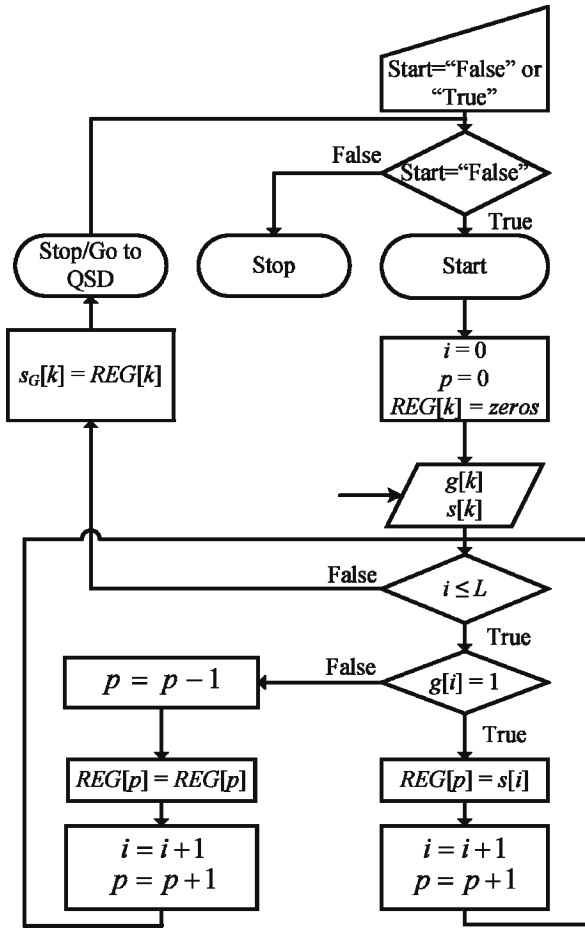 Start=“False” or
“True”
False
Start=“False”
True
Stop/Go to
QSD
Stop
Start
s_G[k] = REG[k]
i = 0
p = 0
REG[k] = zeros
g[k]
s[k]
False
i ≤ L
True
p = p − 1
False
g[i] = 1
True
REG[p] = REG[p]
REG[p] = s[i]
i = i+1
p = p+1
i = i+1
p = p+1